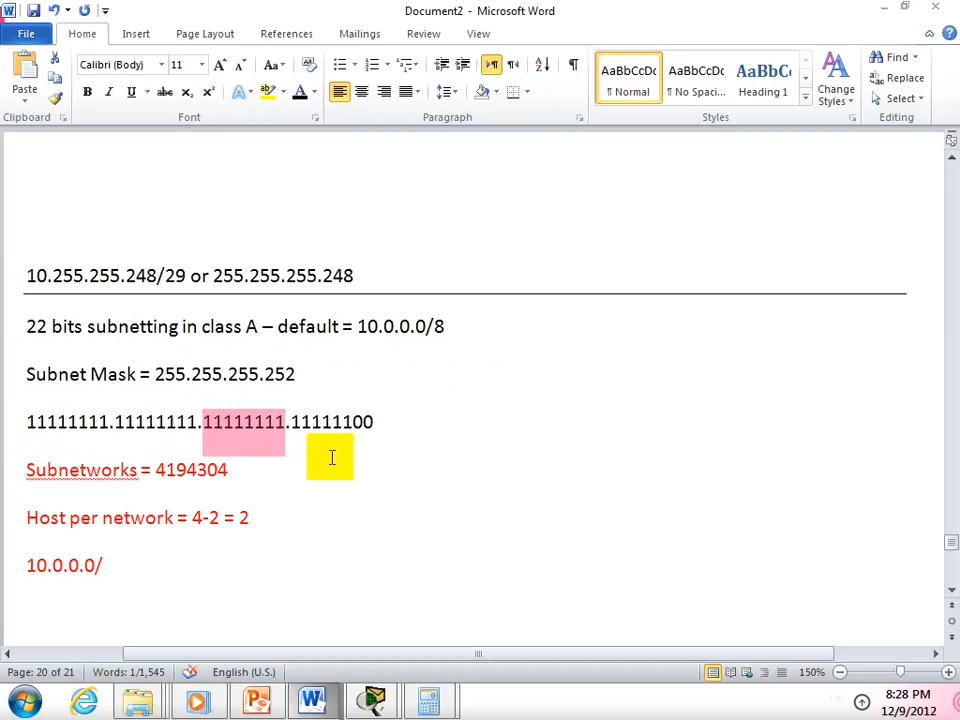 Document2 - Microsoft Word
File Home Insert Page Layout References Mailings Review View
Paste
Clipboard
Calibri (Body) 11
Font
Paragraph
AaBbCcDc AaBbCcDc AaBbC
¶ Normal ¶ No Spaci... Heading 1
Change Styles
Styles
Find
Replace
Select
Editing
10.255.255.248/29 or 255.255.255.248
22 bits subnetting in class A – default = 10.0.0.0/8
Subnet Mask = 255.255.255.252
11111111.11111111.11111111.11111100
Subnetworks = 4194304
Host per network = 4-2 = 2
10.0.0.0/
Page: 20 of 21 Words: 1/1,545 English (U.S.) 150%
8:28 PM
12/9/2012